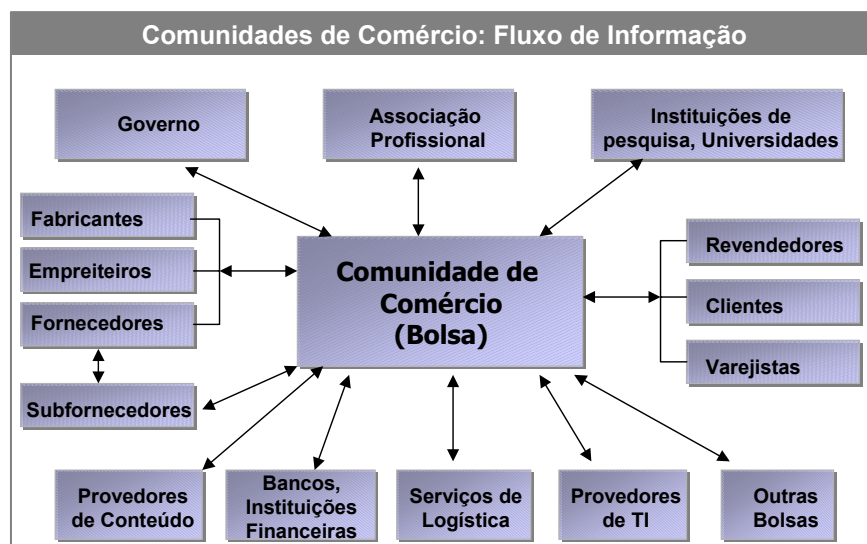 Comunidades de Comércio: Fluxo de Informação
Governo
Associação
Profissional
Instituições de
pesquisa, Universidades
Fabricantes
Empreiteiros
Fornecedores
Subfornecedores
Comunidade de
Comércio
(Bolsa)
Revendedores
Clientes
Varejistas
Provedores
de Conteúdo
Bancos,
Instituições
Financeiras
Serviços de
Logística
Provedores
de TI
Outras
Bolsas